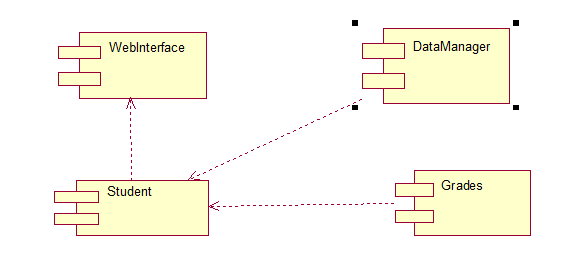 WebInterface
DataManager
Student
Grades